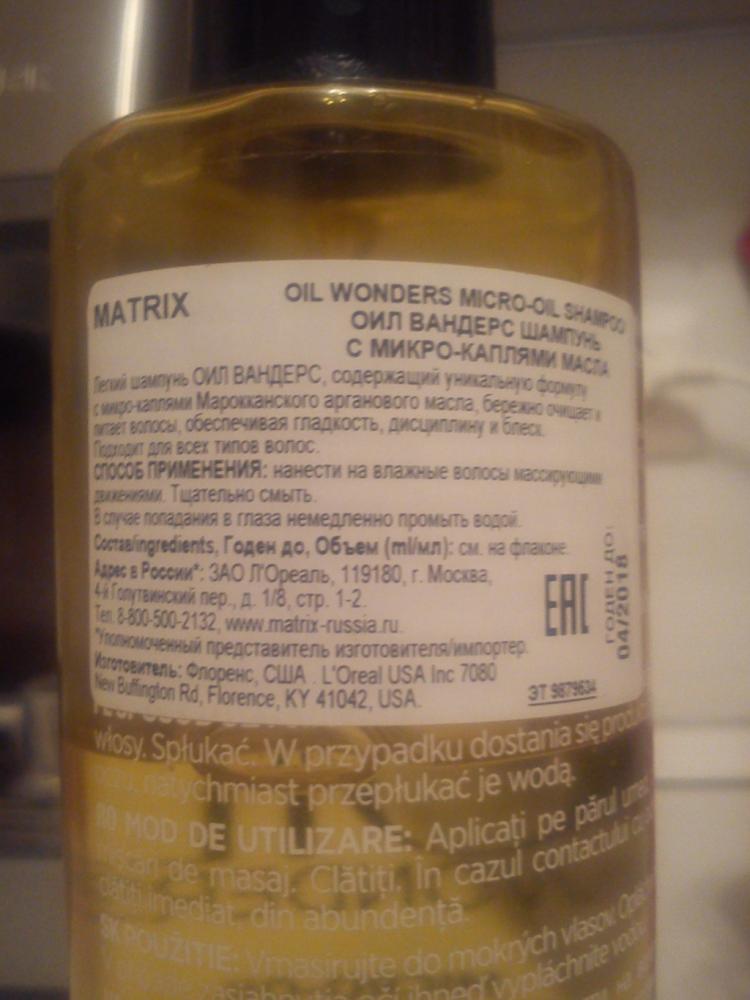 MATRIX
OIL WONDERS MICRO-OIL SHAMPOO
ОИЛ ВАНДЕРС ШАМПУНЬ
С МИКРО-КАПЛЯМИ МАСЛА
Легкий шампунь ОИЛ ВАНДЕРС, содержащий уникальную формулу
с микро-каплями Марокканского арганового масла, бережно очищает и
питает волосы, обеспечивая гладкость, дисциплину и блеск.
Подходит для всех типов волос.
СПОСОБ ПРИМЕНЕНИЯ: нанести на влажные волосы массирующими
движениями. Тщательно смыть.
В случае попадания в глаза немедленно промыть водой.
Состав/ingredients, Годен до, Объем (ml/мл): см. на флаконе.
Адрес в России*: ЗАО Л'Ореаль, 119180, г. Москва,
4-й Голутвинский пер., д. 1/8, стр. 1-2.
Тел. 8-800-500-2132, www.matrix-russia.ru.
*Уполномоченный представитель изготовителя/импортер.
Изготовитель: Флоренс, США . L'Oreal USA Inc 7080
New Buffington Rd, Florence, KY 41042, USA.
EAC
ЭТ 9879634
ГОДЕН ДО:
04/2018
włosy. Spłukać. W przypadku dostania się
natychmiast przepłukać je wodą.
RO MOD DE UTILIZARE: Aplicați pe părul
de masaj. Clătiți. În cazul contactului cu
imediat, din abundență.
SK POUŽITIE: Vmasírujte do mokrých vlasov.
zasiahnutia očí ihneď vypláchnite